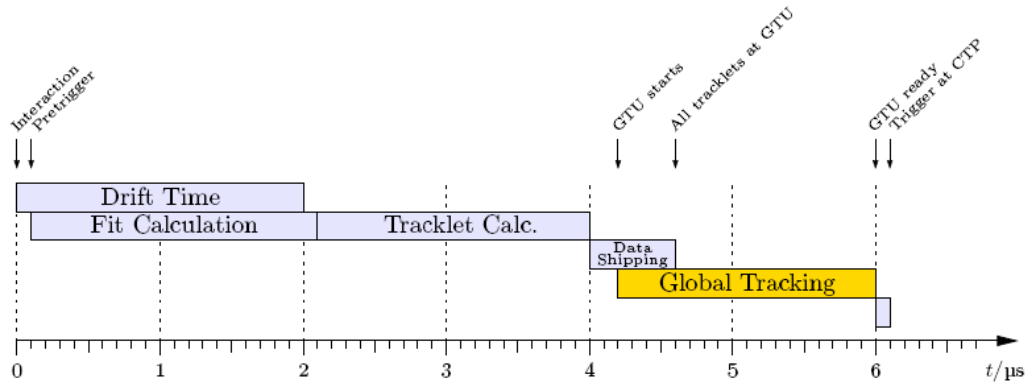 Interaction
Pretrigger
GTU starts
All tracklets at GTU
GTU ready
Trigger at CTP
Drift Time
Fit Calculation
Tracklet Calc.
Data
Shipping
Global Tracking
0 1 2 3 4 5 6 t/µs